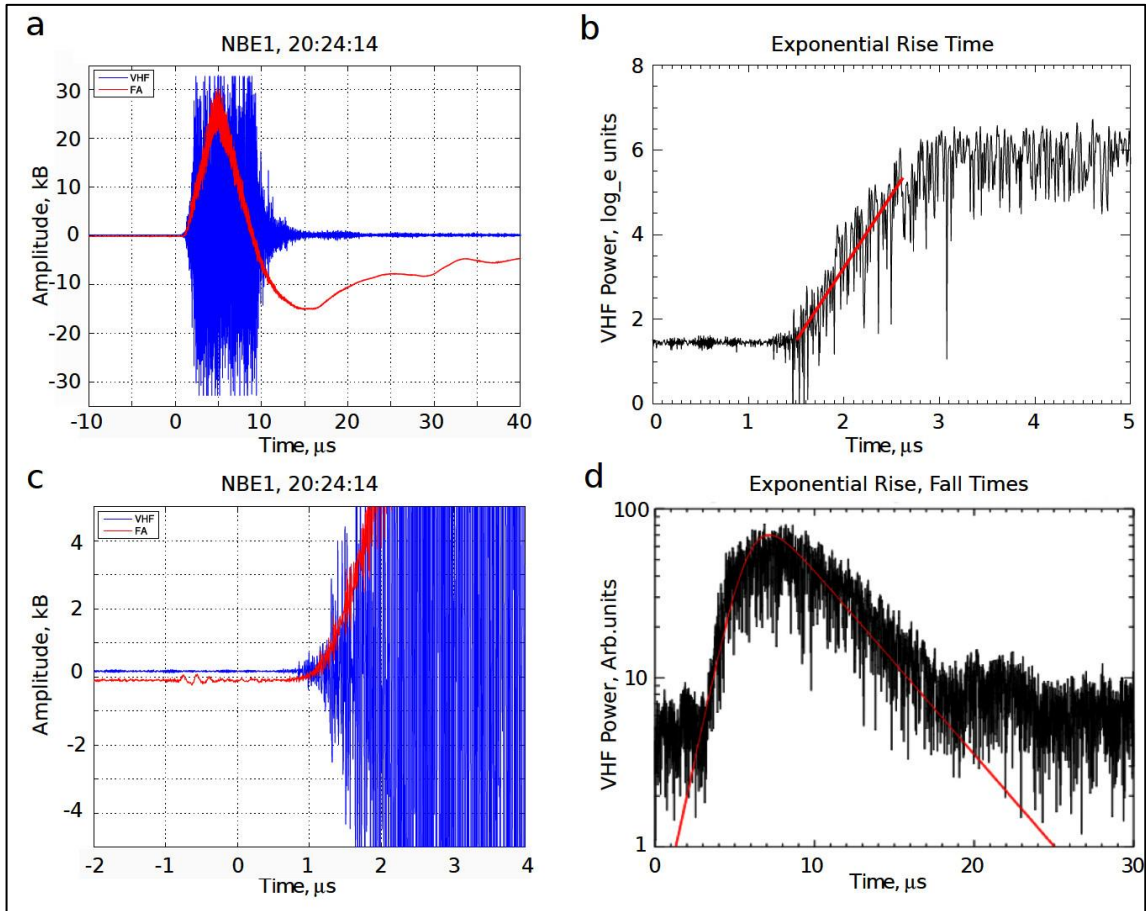 a
NBE1, 20:24:14
VHF
FA
Amplitude, kB
30
20
10
0
-10
-20
-30
-10 0 10 20 30 40
Time, μs
b
Exponential Rise Time
VHF Power, log_e units
8
6
4
2
0
0 1 2 3 4 5
Time, μs
c
NBE1, 20:24:14
VHF
FA
Amplitude, kB
4
2
0
-2
-4
-2 -1 0 1 2 3 4
Time, μs
d
Exponential Rise, Fall Times
VHF Power, Arb.units
100
10
1
0 10 20 30
Time, μs